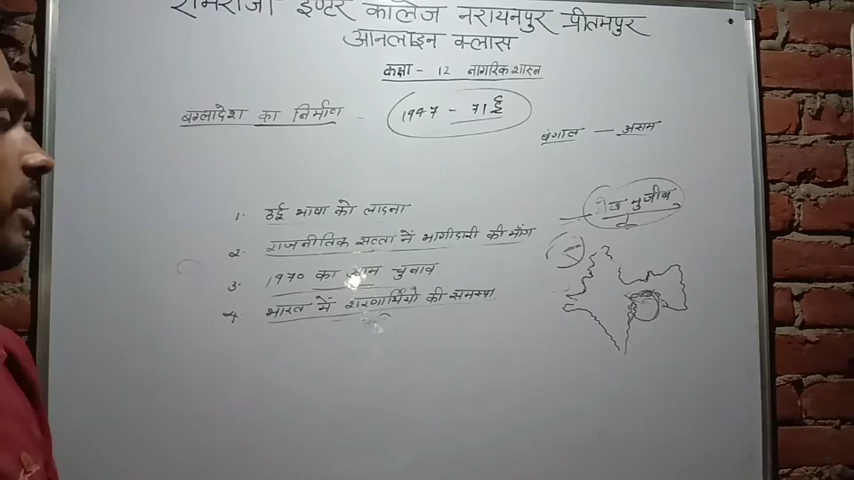 रामराजी इण्टर कालेज नरायनपुर प्रीतमपुर
आनलाइन क्लास
कक्षा - 12 नागरिक शास्त्र
बंग्लादेश का निर्माण - 1947 - 71 ई
बंगाल - असम
1. उर्दू भाषा को लादना
शेख मुजीब
2. राजनीतिक सत्ता में भागीदारी की माँग
3. 1970 का आम चुनाव
4. भारत में शरणार्थियो की समस्या